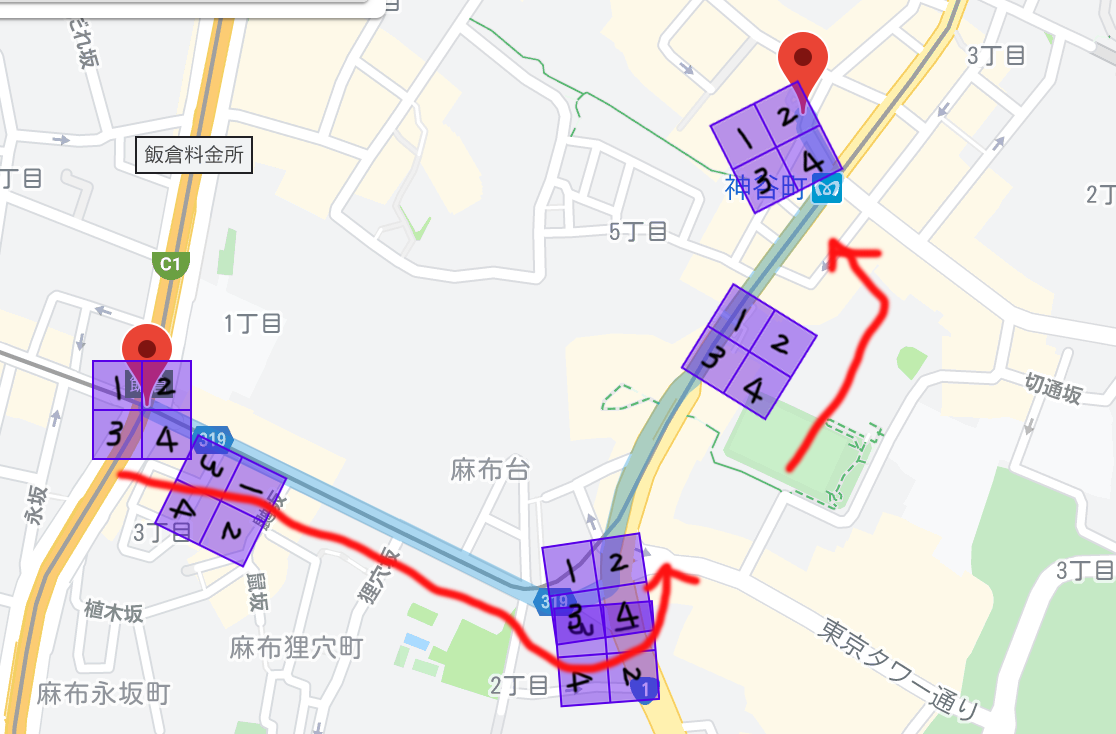 だれ坂
3丁目
飯倉料金所
1
2
3
4
神谷町
丁目
2丁
5丁目
C1
1丁目
1
2
3
4
1
2
3
4
切通坂
319
麻布台
3
1
4
2
永坂
3丁目
狸穴坂
1
2
3
4
319
3丁目
鼠坂
植木坂
麻布狸穴町
東京タワー通り
4
2
2丁目
1
麻布永坂町